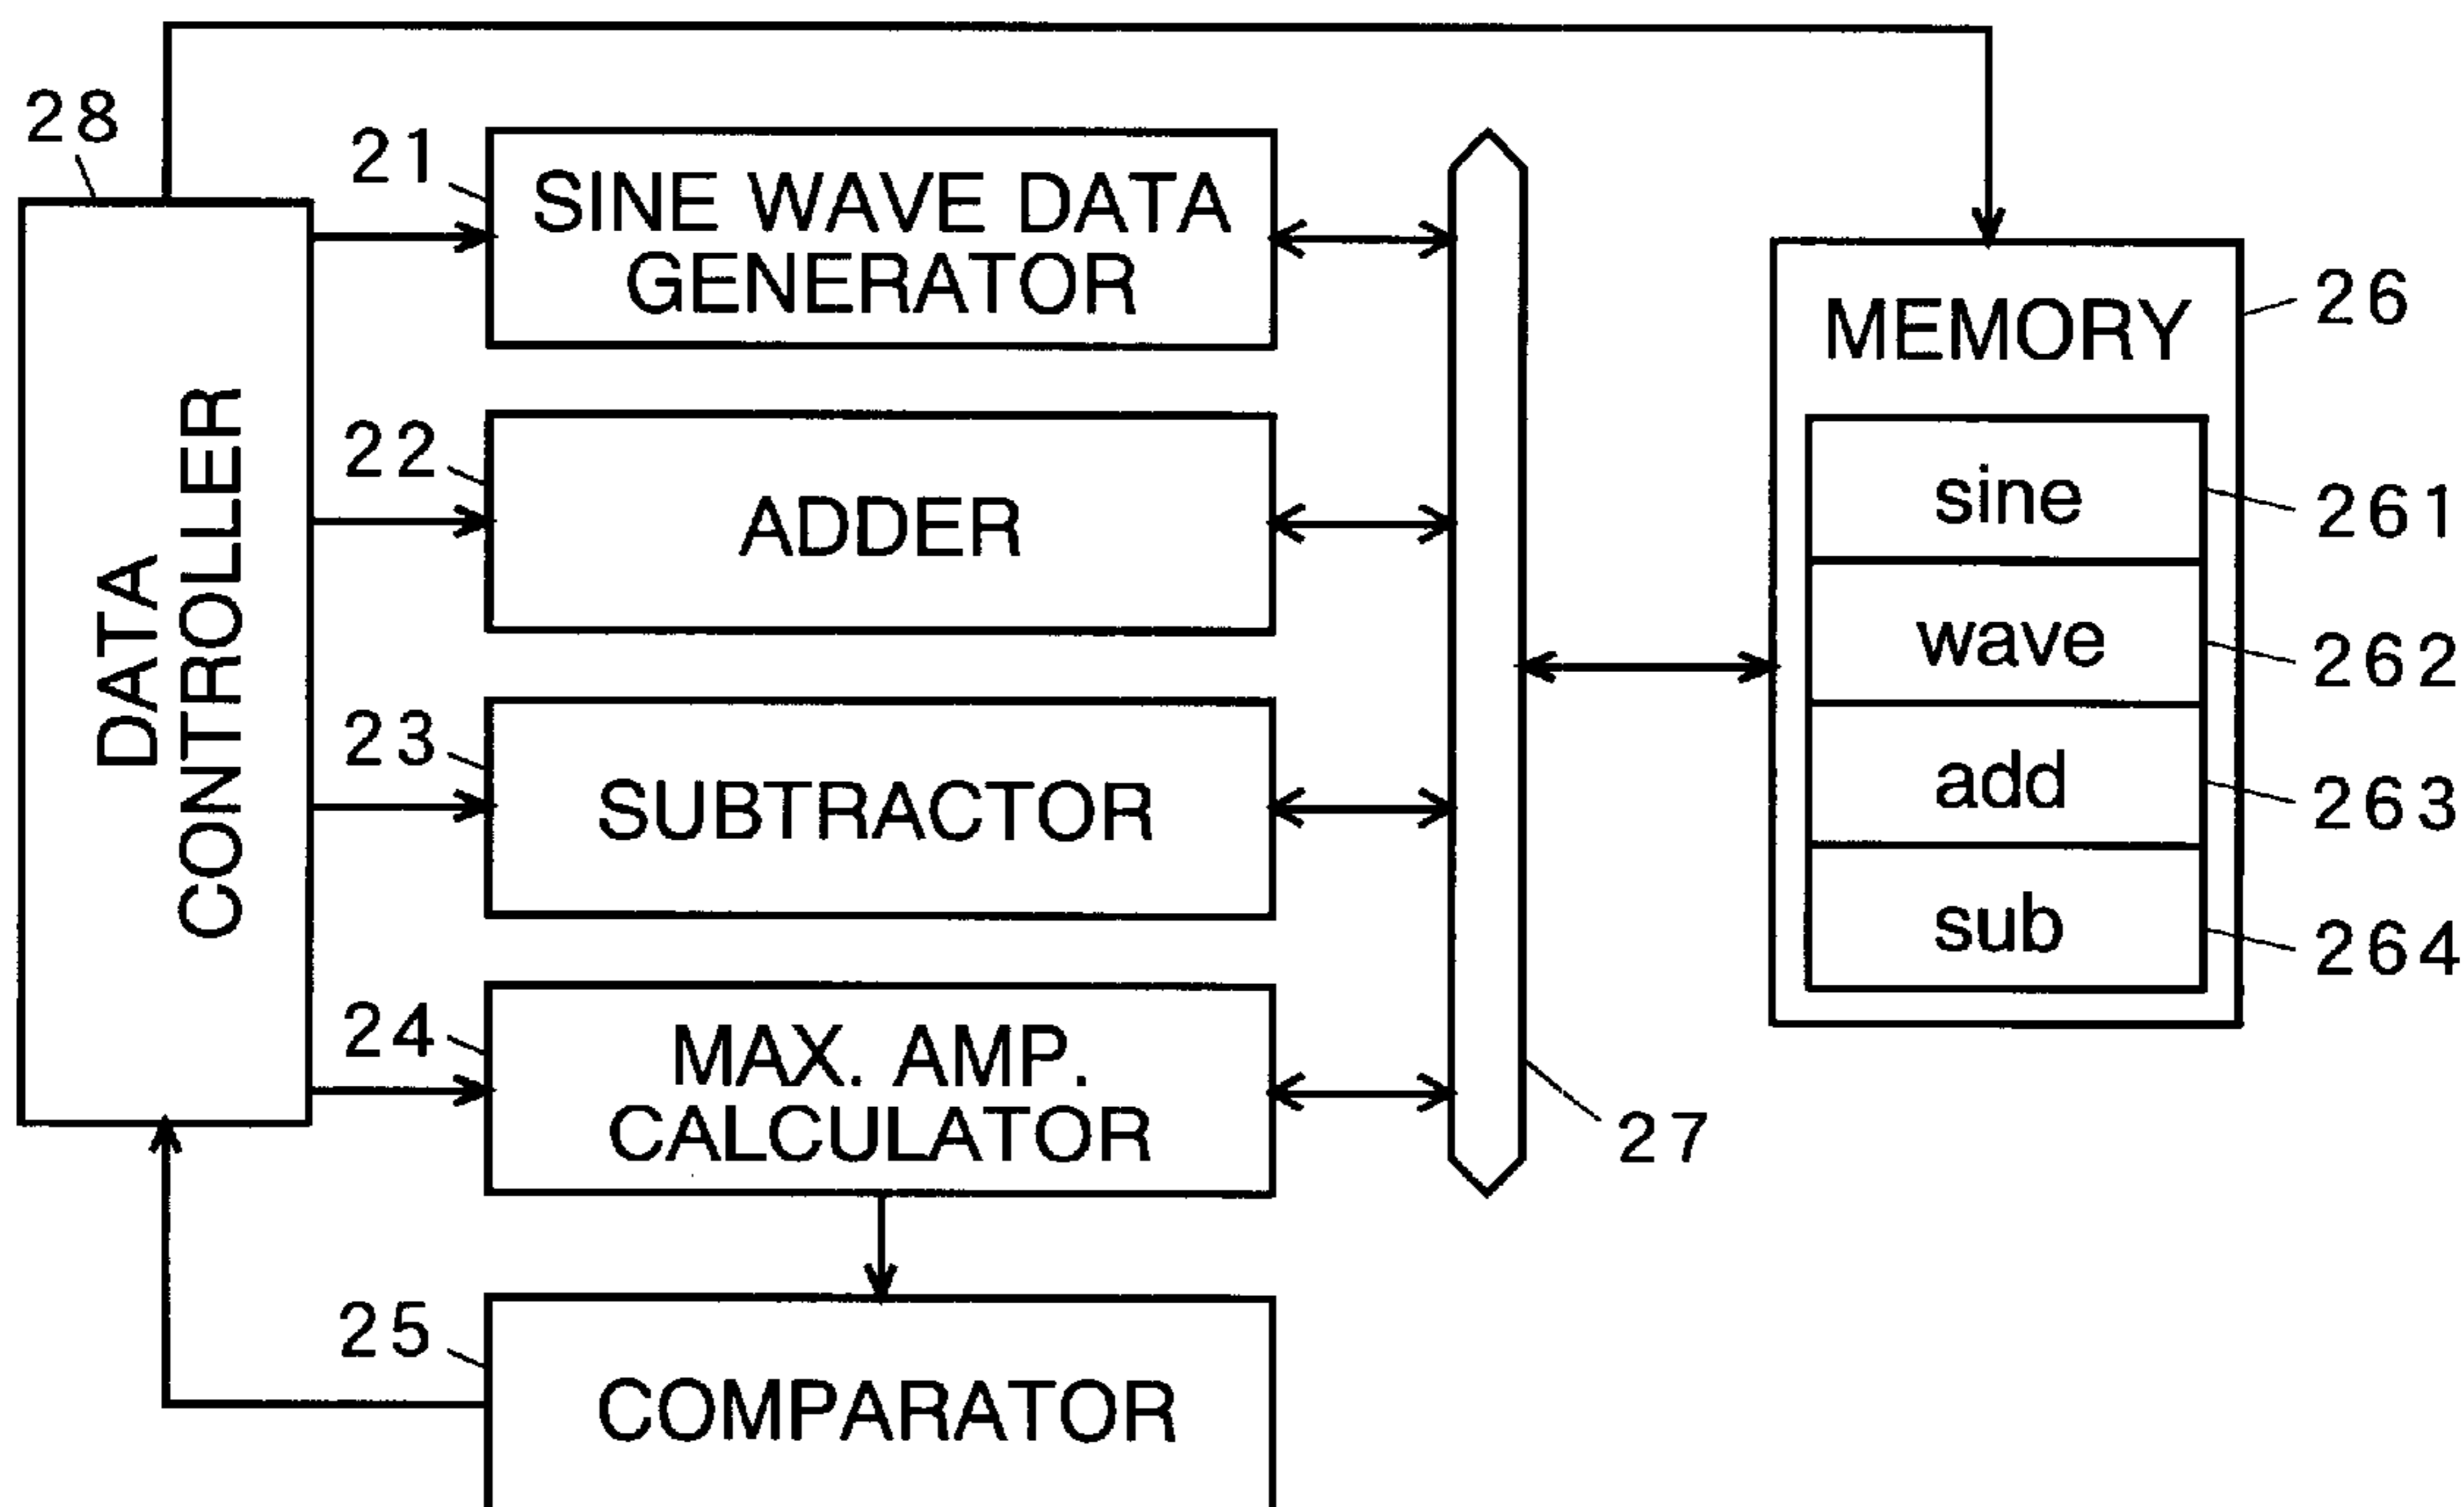 28
21
SINE WAVE DATA
GENERATOR
26
MEMORY
DATA
CONTROLLER
22
ADDER
sine
261
wave
262
23
SUBTRACTOR
add
263
sub
264
24
MAX. AMP.
CALCULATOR
27
25
COMPARATOR